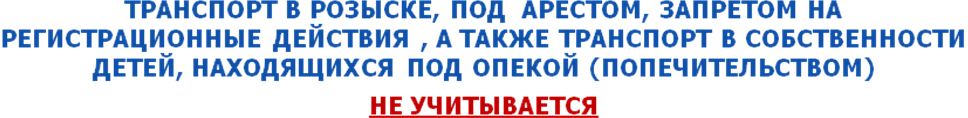 ТРАНСПОРТ В РОЗЫСКЕ, ПОД АРЕСТОМ, ЗАПРЕТОМ НА
РЕГИСТРАЦИОННЫЕ ДЕЙСТВИЯ , А ТАКЖЕ ТРАНСПОРТ В СОБСТВЕННОСТИ
ДЕТЕЙ, НАХОДЯЩИХСЯ ПОД ОПЕКОЙ (ПОПЕЧИТЕЛЬСТВОМ)
НЕ УЧИТЫВАЕТСЯ